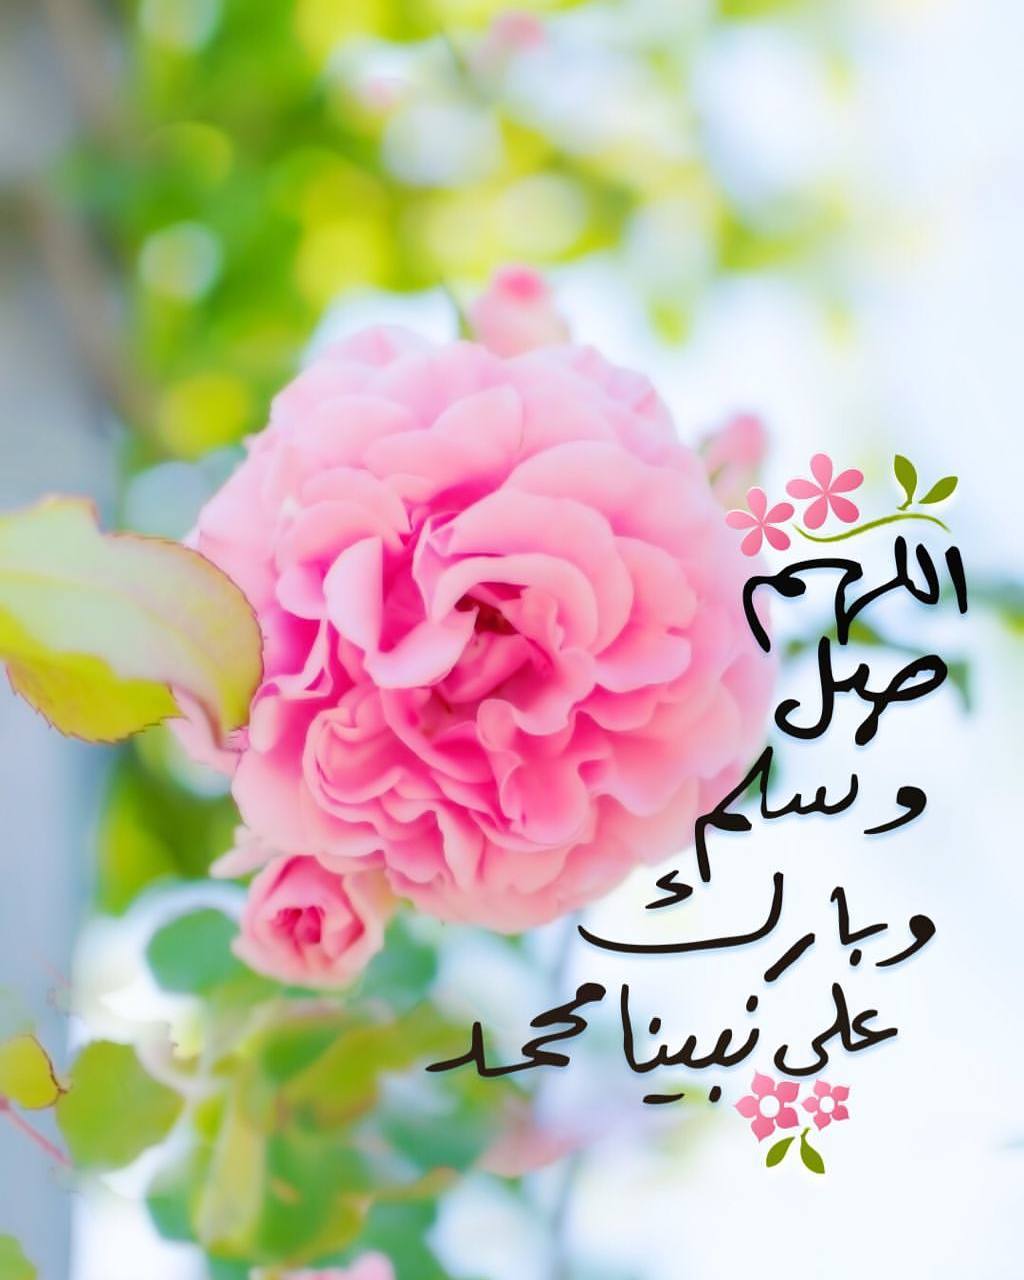 اللهم
صل
وسلم
وبارك
على نبينا محمد